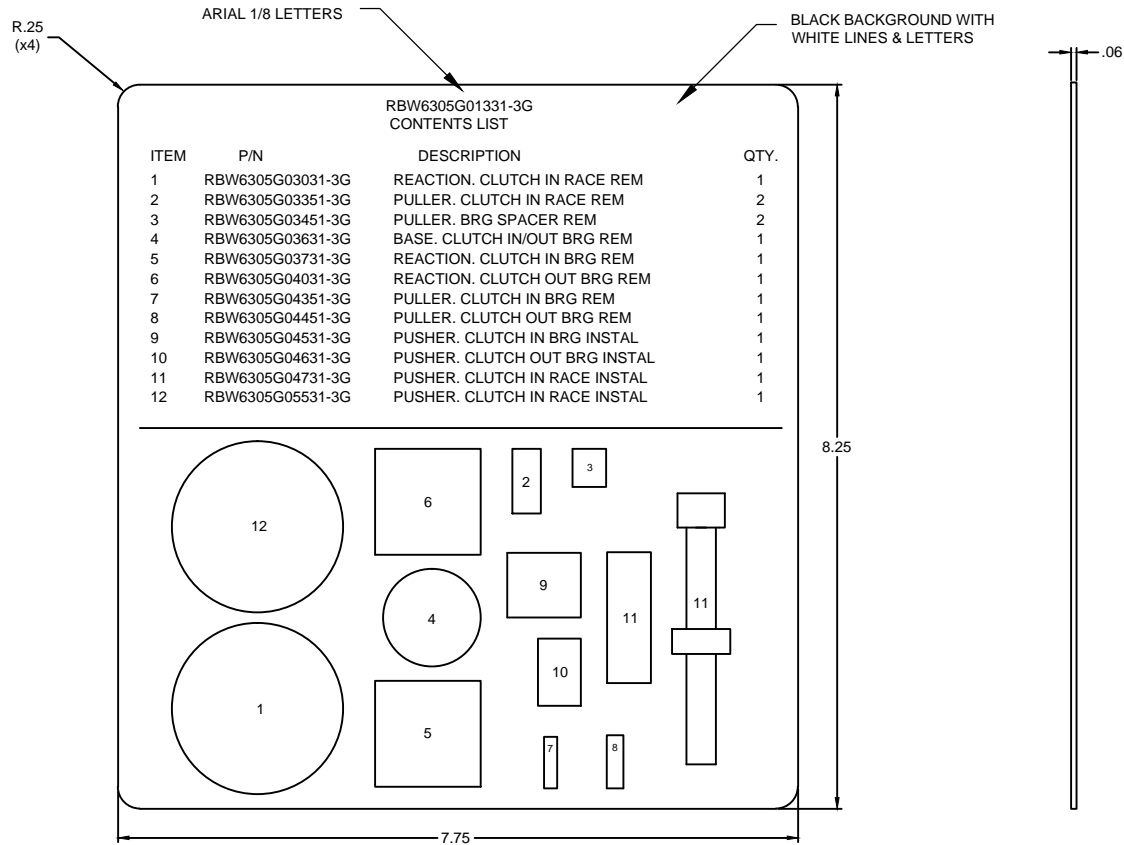 ARIAL 1/8 LETTERS
BLACK BACKGROUND WITH
WHITE LINES & LETTERS
R.25
(x4)
.06
RBW6305G01331-3G
CONTENTS LIST
ITEM P/N DESCRIPTION QTY.
1 RBW6305G03031-3G REACTION. CLUTCH IN RACE REM 1
2 RBW6305G03351-3G PULLER. CLUTCH IN RACE REM 2
3 RBW6305G03451-3G PULLER. BRG SPACER REM 2
4 RBW6305G03631-3G BASE. CLUTCH IN/OUT BRG REM 1
5 RBW6305G03731-3G REACTION. CLUTCH IN BRG REM 1
6 RBW6305G04031-3G REACTION. CLUTCH OUT BRG REM 1
7 RBW6305G04351-3G PULLER. CLUTCH IN BRG REM 1
8 RBW6305G04451-3G PULLER. CLUTCH OUT BRG REM 1
9 RBW6305G04531-3G PUSHER. CLUTCH IN BRG INSTAL 1
10 RBW6305G04631-3G PUSHER. CLUTCH OUT BRG INSTAL 1
11 RBW6305G04731-3G PUSHER. CLUTCH IN RACE INSTAL 1
12 RBW6305G05531-3G PUSHER. CLUTCH IN RACE INSTAL 1
8.25
12
6
2
3
4
9
11
11
10
1
5
7
8
7.75